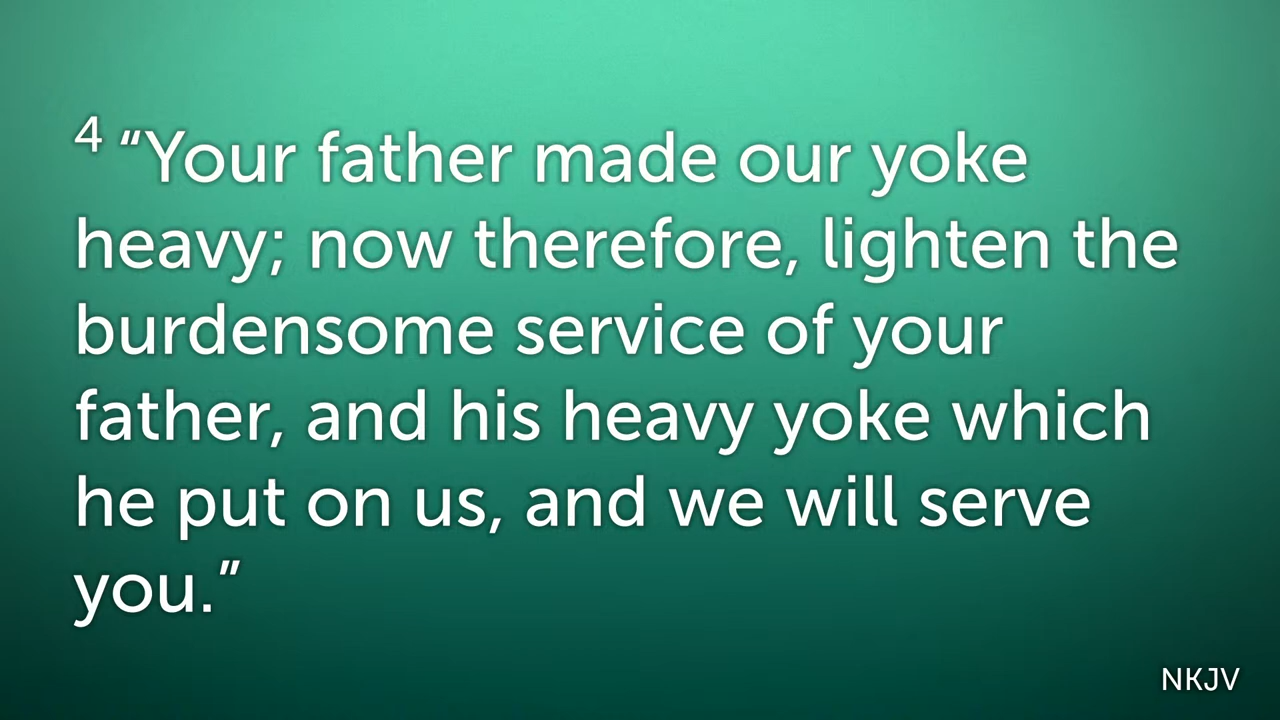 4 “Your father made our yoke
heavy; now therefore, lighten the
burdensome service of your
father, and his heavy yoke which
he put on us, and we will serve
you.”
NKJV